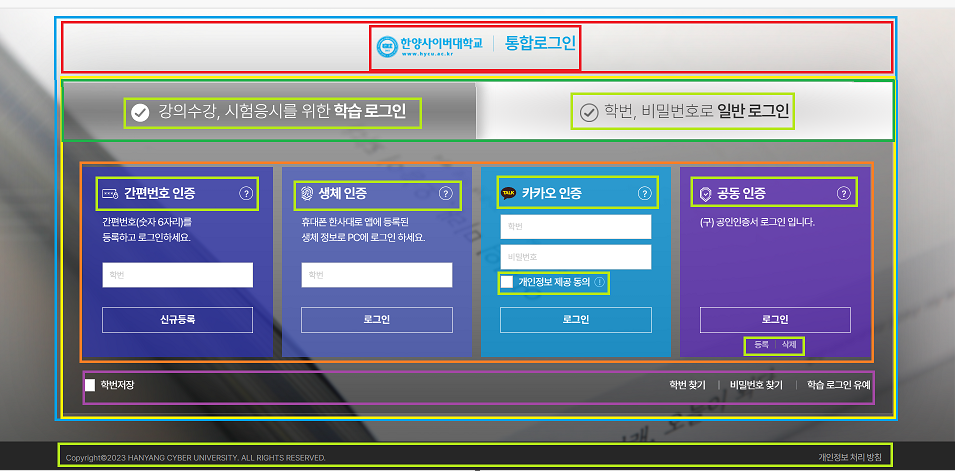 한양사이버대학교
www.hycu.ac.kr
통합로그인
강의수강, 시험응시를 위한 학습 로그인
학번, 비밀번호로 일반 로그인
간편번호 인증 ?
간편번호(숫자 6자리)를
등록하고 로그인하세요.
학번
신규등록
생체 인증 ?
휴대폰 한사대로 앱에 등록된
생체 정보로 PC에 로그인 하세요.
학번
로그인
TALK 카카오 인증 ?
학번
비밀번호
개인정보 제공 동의
로그인
공동 인증 ?
(구) 공인인증서 로그인 입니다.
로그인
등록 | 삭제
학번저장
학번 찾기 | 비밀번호 찾기 | 학습 로그인 유예
Copyright©2023 HANYANG CYBER UNIVERSITY. ALL RIGHTS RESERVED.
개인정보 처리 방침